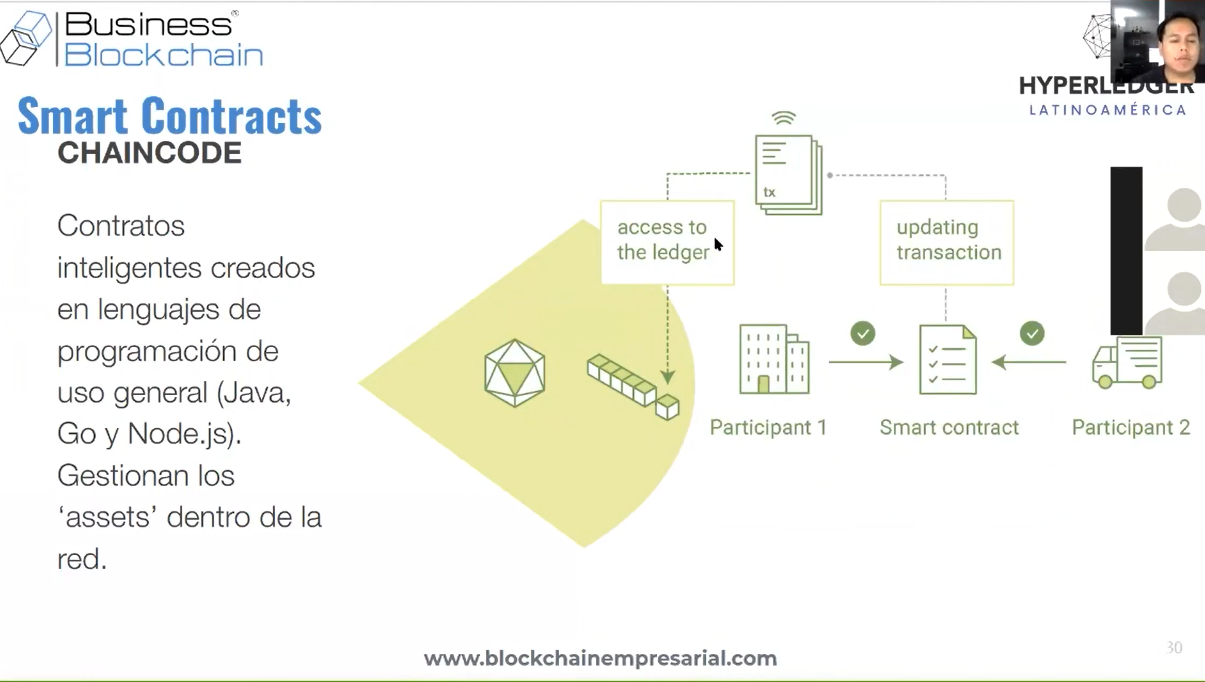 Business®
Blockchain
HYPERLEDGER
LATINOAMÉRICA
Smart Contracts
CHAINCODE
Contratos
inteligentes creados
en lenguajes de
programación de
uso general (Java,
Go y Node.js).
Gestionan los
‘assets’ dentro de la
red.
tx
access to
the ledger
updating
transaction
Participant 1
Smart contract
Participant 2
www.blockchainempresarial.com
30